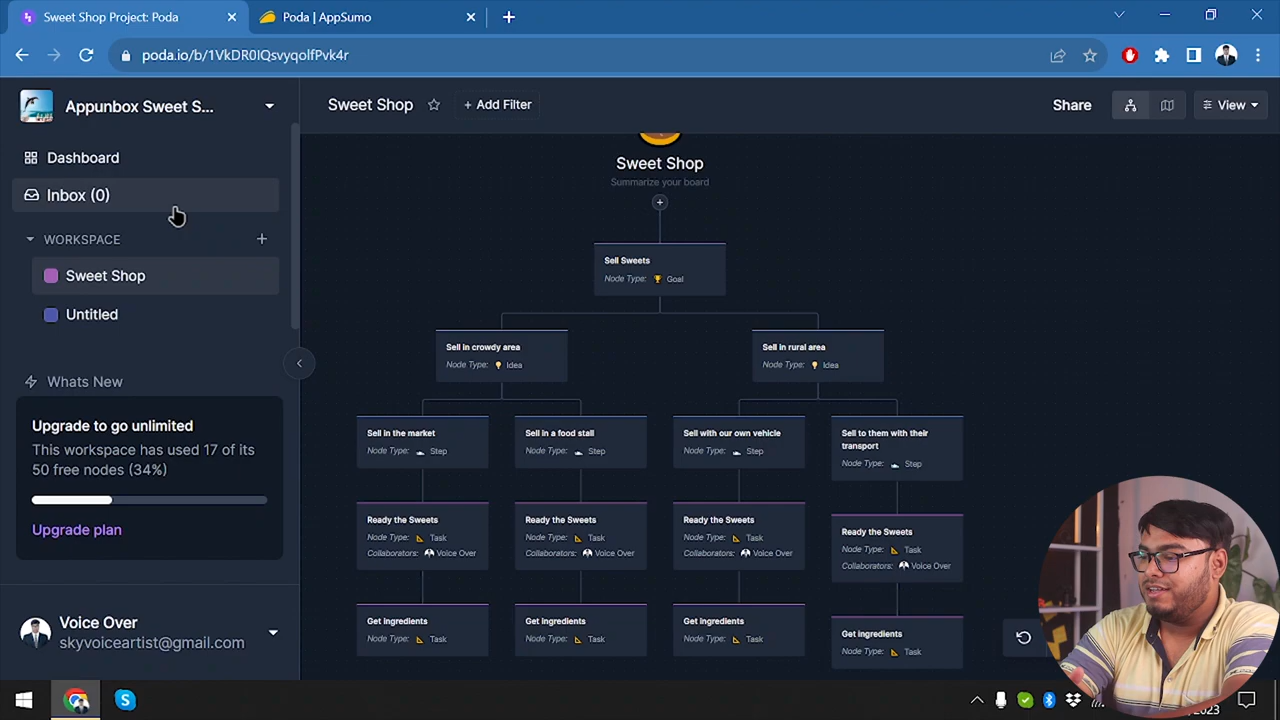 Sweet Shop Project: Poda
Poda | AppSumo
poda.io/b/1VkDR0IQsvyqolfPvk4r
Appunbox Sweet S...
Sweet Shop
+ Add Filter
Share
View
Dashboard
Inbox (0)
WORKSPACE
Sweet Shop
Untitled
Whats New
Upgrade to go unlimited
This workspace has used 17 of its
50 free nodes (34%)
Upgrade plan
Voice Over
skyvoiceartist@gmail.com
Sweet Shop
Summarize your board
Sell Sweets
Node Type: Goal
Sell in crowdy area
Node Type: Idea
Sell in rural area
Node Type: Idea
Sell in the market
Node Type: Step
Sell in a food stall
Node Type: Step
Sell with our own vehicle
Node Type: Step
Sell to them with their
transport
Node Type: Step
Ready the Sweets
Node Type: Task
Collaborators: Voice Over
Ready the Sweets
Node Type: Task
Collaborators: Voice Over
Ready the Sweets
Node Type: Task
Collaborators: Voice Over
Ready the Sweets
Node Type: Task
Collaborators: Voice Over
Get ingredients
Node Type: Task
Get ingredients
Node Type: Task
Get ingredients
Node Type: Task
Get ingredients
Node Type: Task